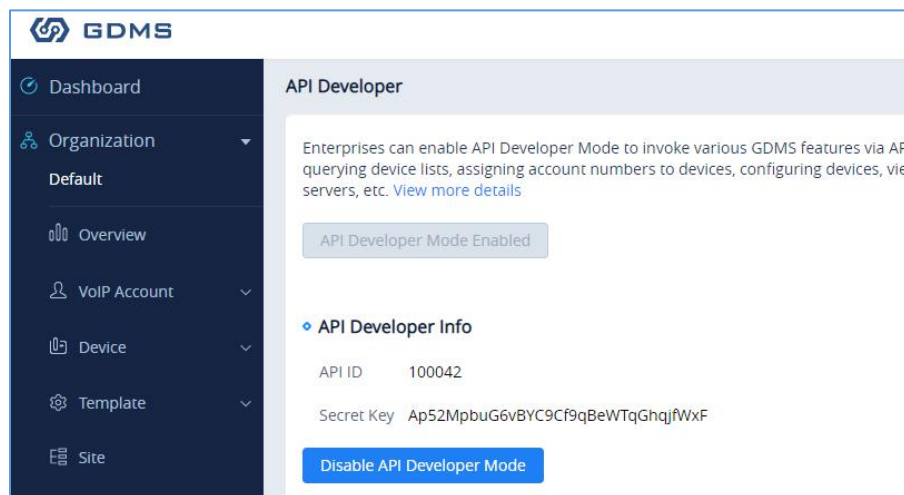 GDMS
Dashboard
Organization
Default
Overview
VoIP Account
Device
Template
Site
API Developer
Enterprises can enable API Developer Mode to invoke various GDMS features via
querying device lists, assigning account numbers to devices, configuring devices,
servers, etc. View more details
API Developer Mode Enabled
API Developer Info
API ID 100042
Secret Key Ap52MpbuG6vBYC9Cf9qBeWTqGhqjfWxF
Disable API Developer Mode